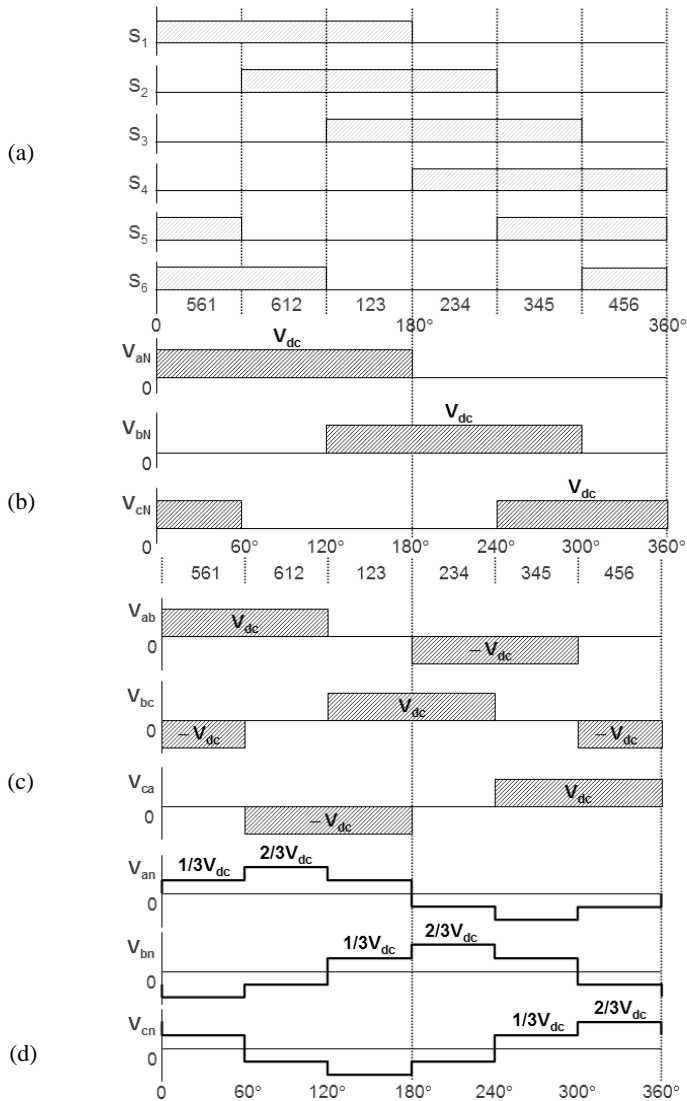 S1
S2
S3
(a)
S4
S5
S6
561 612 123 234 345 456
0 180° 360°
VaN Vdc
0
VbN Vdc
0
(b)
VcN Vdc
0 60° 120° 180° 240° 300° 360°
561 612 123 234 345 456
Vab Vdc
0 – Vdc
Vbc Vdc
0 – Vdc – Vdc
(c)
Vca Vdc
0 – Vdc
Van 1/3Vdc 2/3Vdc
0
Vbn 1/3Vdc 2/3Vdc
0
Vcn 1/3Vdc 2/3Vdc
(d)
0
0 60° 120° 180° 240° 300° 360°